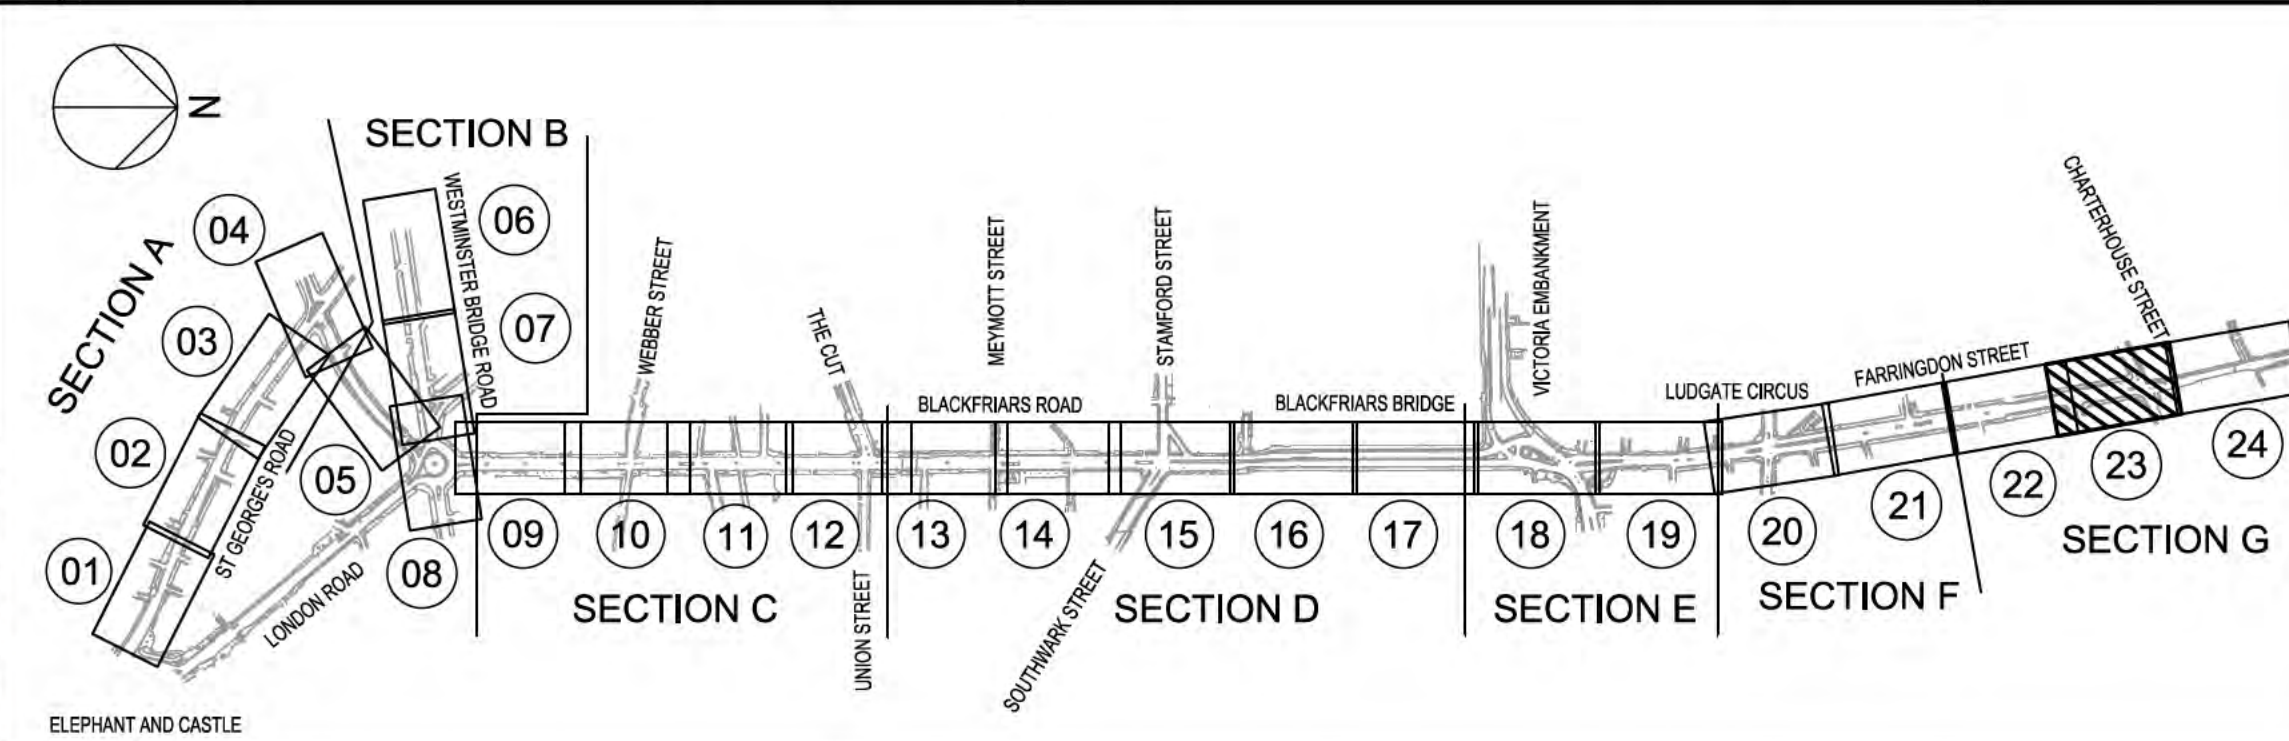 N
SECTION A
SECTION B
04
03
02
01
05
06
07
08
ST GEORGE'S ROAD
LONDON ROAD
WESTMINSTER BRIDGE ROAD
ELEPHANT AND CASTLE
WEBBER STREET
THE CUT
UNION STREET
09
10
11
12
SECTION C
MEYMOTT STREET
BLACKFRIARS ROAD
STAMFORD STREET
BLACKFRIARS BRIDGE
SOUTHWARK STREET
13
14
15
16
17
SECTION D
VICTORIA EMBANKMENT
18
19
SECTION E
LUDGATE CIRCUS
20
21
SECTION F
FARRINGDON STREET
CHARTERHOUSE STREET
22
23
24
SECTION G